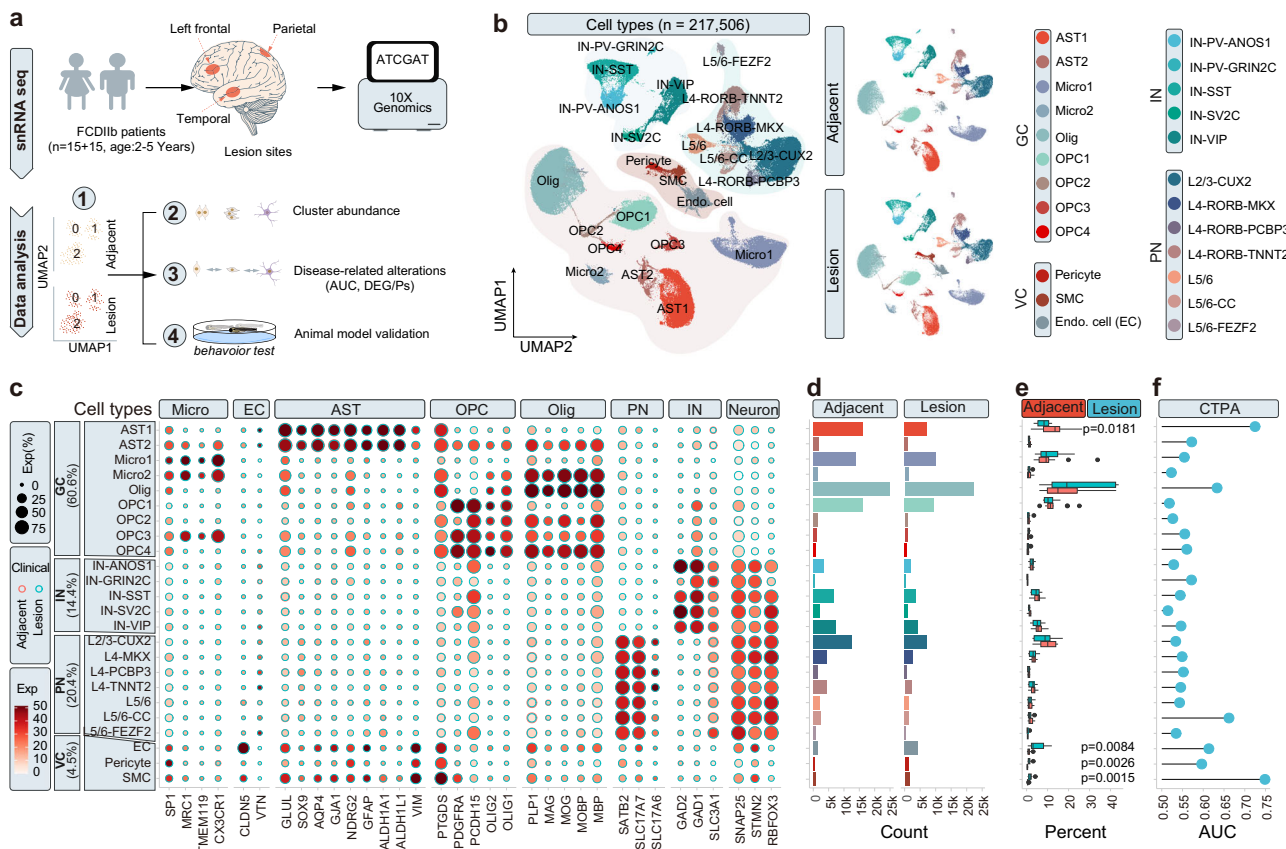 a
snRNA seq
Left frontal
Parietal
Temporal
FCDIIb patients
(n=15+15, age:2-5 Years)
Lesion sites
ATCGAT
10X
Genomics
Data analysis
1
0 1
2
Adjacent
0 1
2
Lesion
UMAP2
UMAP1
2
Cluster abundance
3
Disease-related alterations
(AUC, DEG/Ps)
4
Animal model validation
behavoior test
b
Cell types (n = 217,506)
IN-PV-GRIN2C
IN-SST
IN-PV-ANOS1
IN-VIP
IN-SV2C
L5/6-FEZF2
L4-RORB-TNNT2
L4-RORB-MKX
L5/6
L5/6-CC
L2/3-CUX2
L4-RORB-PCBP3
Pericyte
SMC
Endo. cell
Olig
OPC1
OPC2
OPC4
OPC3
Micro2
AST2
Micro1
AST1
UMAP1
UMAP2
Adjacent
Lesion
GC
AST1
AST2
Micro1
Micro2
Olig
OPC1
OPC2
OPC3
OPC4
VC
Pericyte
SMC
Endo. cell (EC)
IN
IN-PV-ANOS1
IN-PV-GRIN2C
IN-SST
IN-SV2C
IN-VIP
PN
L2/3-CUX2
L4-RORB-MKX
L4-RORB-PCBP3
L4-RORB-TNNT2
L5/6
L5/6-CC
L5/6-FEZF2
c
Cell types
Micro EC AST OPC Olig PN IN Neuron
Exp(%)
0
25
50
75
Clinical
Adjacent
Lesion
Exp
50
40
30
20
10
0
GC
(60.6%)
IN
(14.4%)
PN
(20.4%)
VC
(4.5%)
AST1
AST2
Micro1
Micro2
Olig
OPC1
OPC2
OPC3
OPC4
IN-ANOS1
IN-GRIN2C
IN-SST
IN-SV2C
IN-VIP
L2/3-CUX2
L4-MKX
L4-PCBP3
L4-TNNT2
L5/6
L5/6-CC
L5/6-FEZF2
EC
Pericyte
SMC
SP1
MRC1
TMEM119
CX3CR1
CLDN5
VTN
GLUL
SOX9
AQP4
GJA1
NDRG2
GFAP
ALDH1A1
ALDH1L1
VIM
PTGDS
PDGFRA
PCDH15
OLIG2
OLIG1
PLP1
MAG
MOG
MOBP
MBP
SATB2
SLC17A7
SLC17A6
GAD2
GAD1
SLC3A1
SNAP25
STMN2
RBFOX3
d
Adjacent Lesion
0 5k 10k 15k 20k 25k
0 5k 10k 15k 20k 25k
Count
e
Adjacent Lesion
p=0.0181
p=0.0084
p=0.0026
p=0.0015
0 10 20 30 40
Percent
f
CTPA
0.50 0.55 0.60 0.65 0.70 0.75
AUC